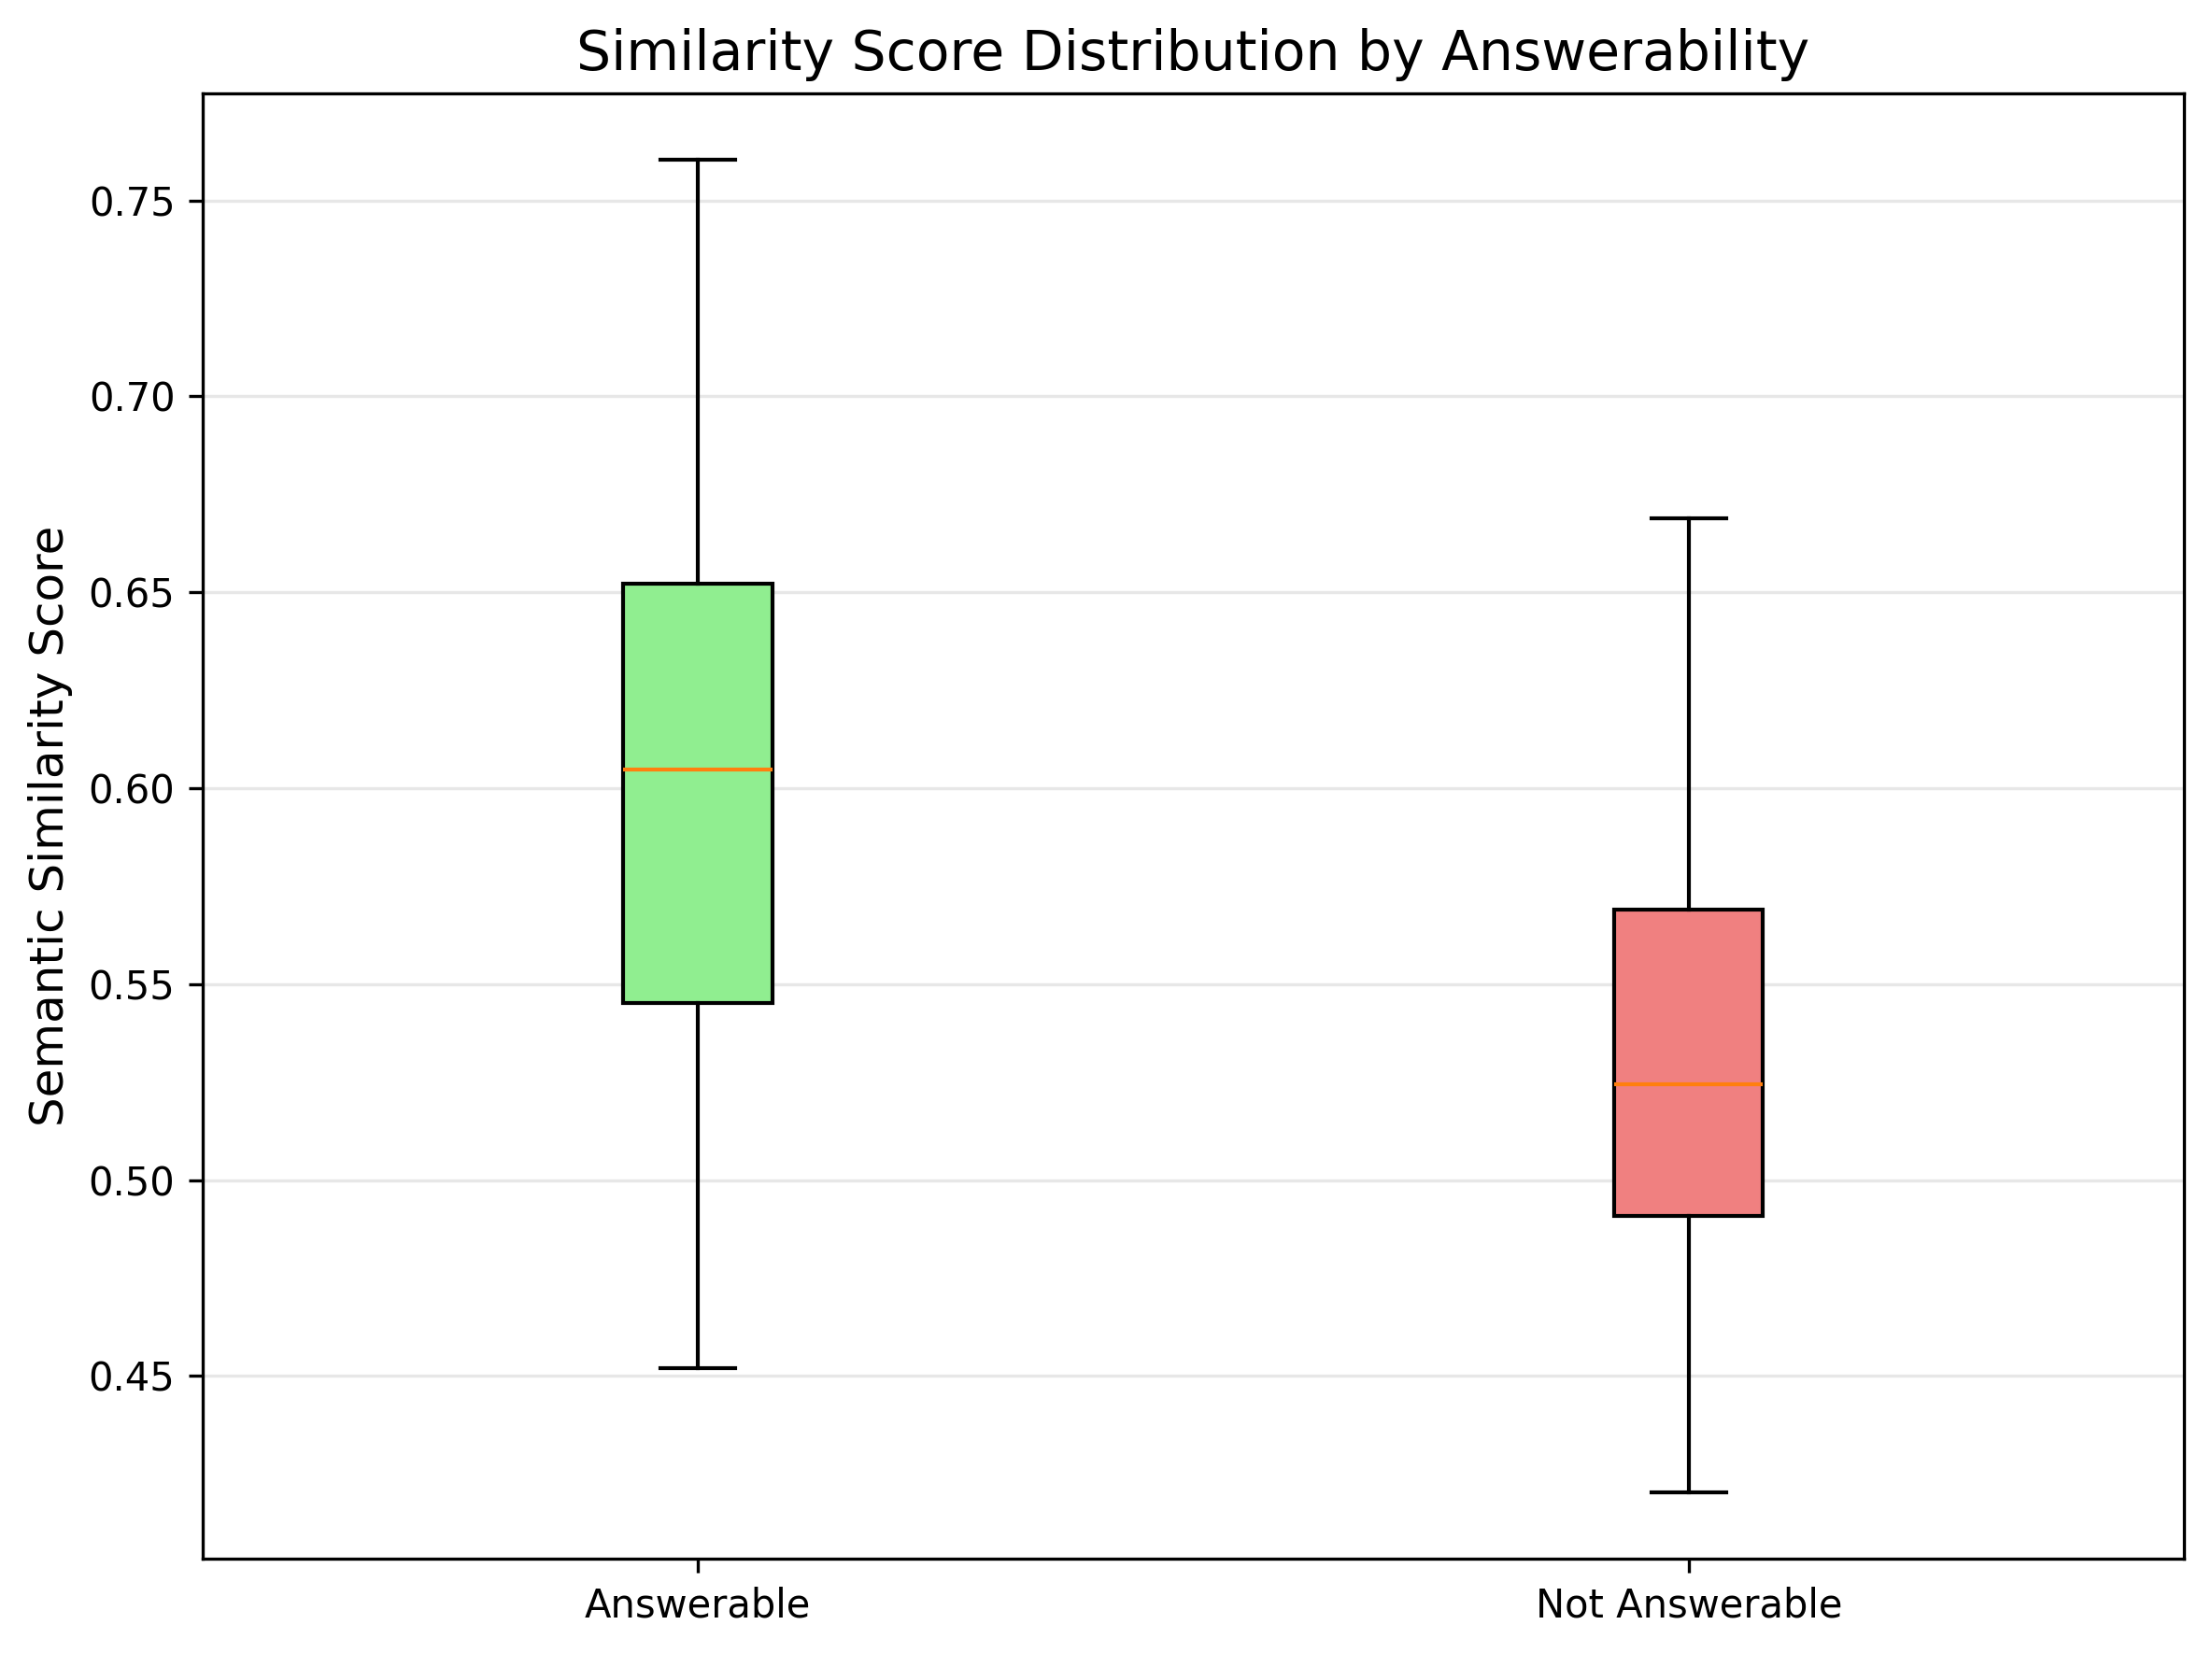 Similarity Score Distribution by Answerability
Semantic Similarity Score
0.75
0.70
0.65
0.60
0.55
0.50
0.45
Answerable
Not Answerable